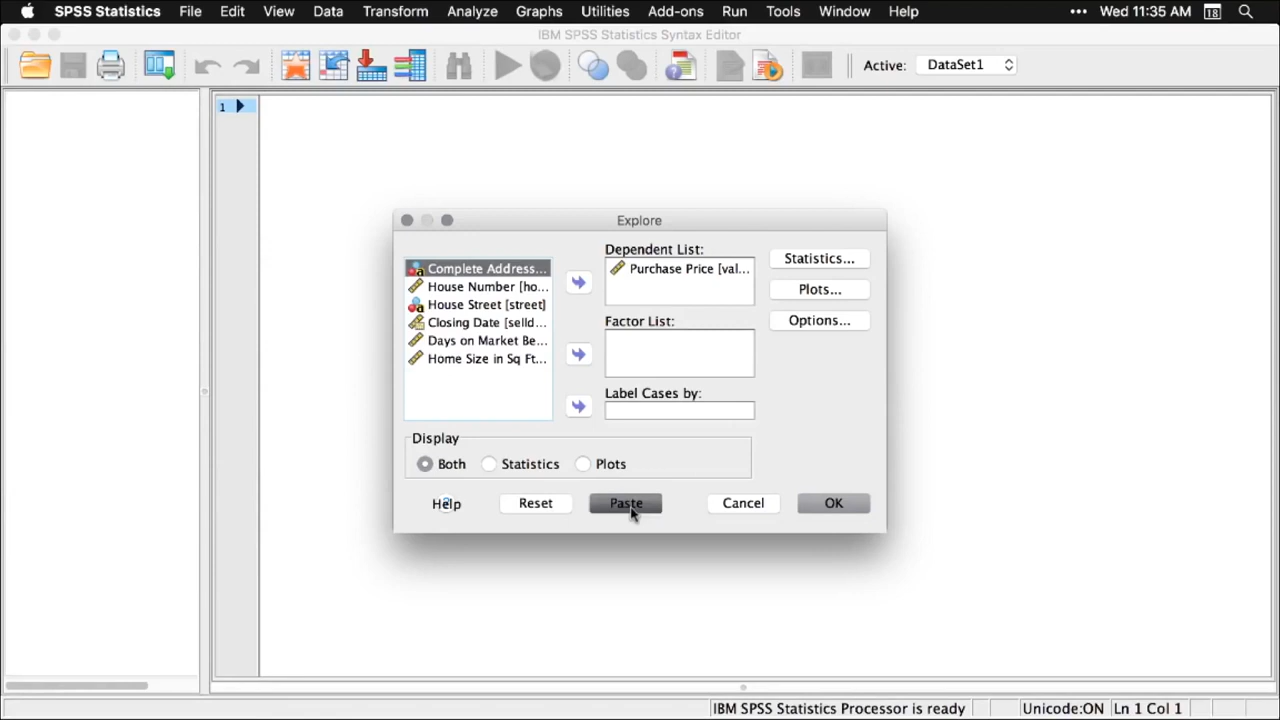 SPSS Statistics File Edit View Data Transform Analyze Graphs Utilities Add-ons Run Tools Window Help ••• Wed 11:35 AM 18
IBM SPSS Statistics Syntax Editor
Active: DataSet1
1
Explore
Complete Address...
House Number [ho...
House Street [street]
Closing Date [selld...
Days on Market Be...
Home Size in Sq Ft...
Dependent List:
Purchase Price [val...
Factor List:
Label Cases by:
Statistics...
Plots...
Options...
Display
Both Statistics Plots
Help Reset Paste Cancel OK
IBM SPSS Statistics Processor is ready Unicode:ON Ln 1 Col 1